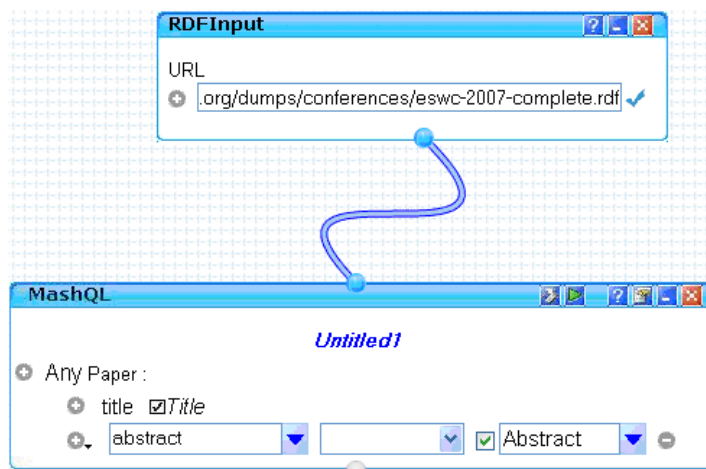 RDFInput
URL
.org/dumps/conferences/eswc-2007-complete.rdf
MashQL
Untitled1
Any Paper :
title Title
abstract Abstract